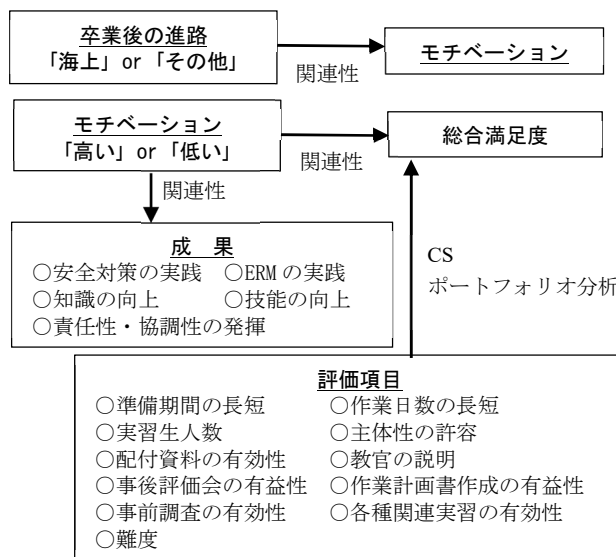 卒業後の進路
「海上」or「その他」
関連性
モチベーション
モチベーション
「高い」or「低い」
関連性
総合満足度
関連性
成 果
○安全対策の実践 ○ERMの実践
○知識の向上 ○技能の向上
○責任性・協調性の発揮
CS
ポートフォリオ分析
評価項目
○準備期間の長短 ○作業日数の長短
○実習生人数 ○主体性の許容
○配付資料の有効性 ○教官の説明
○事後評価会の有益性 ○作業計画書作成の有益性
○事前調査の有効性 ○各種関連実習の有効性
○難度